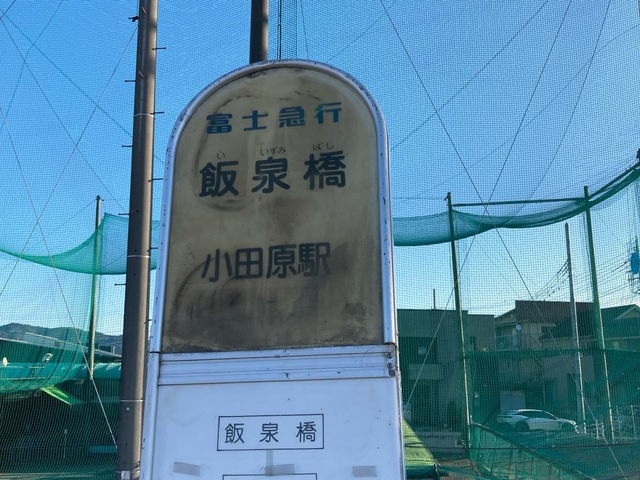 富士急行
い いずみ ばし
飯泉橋
小田原駅
飯泉橋